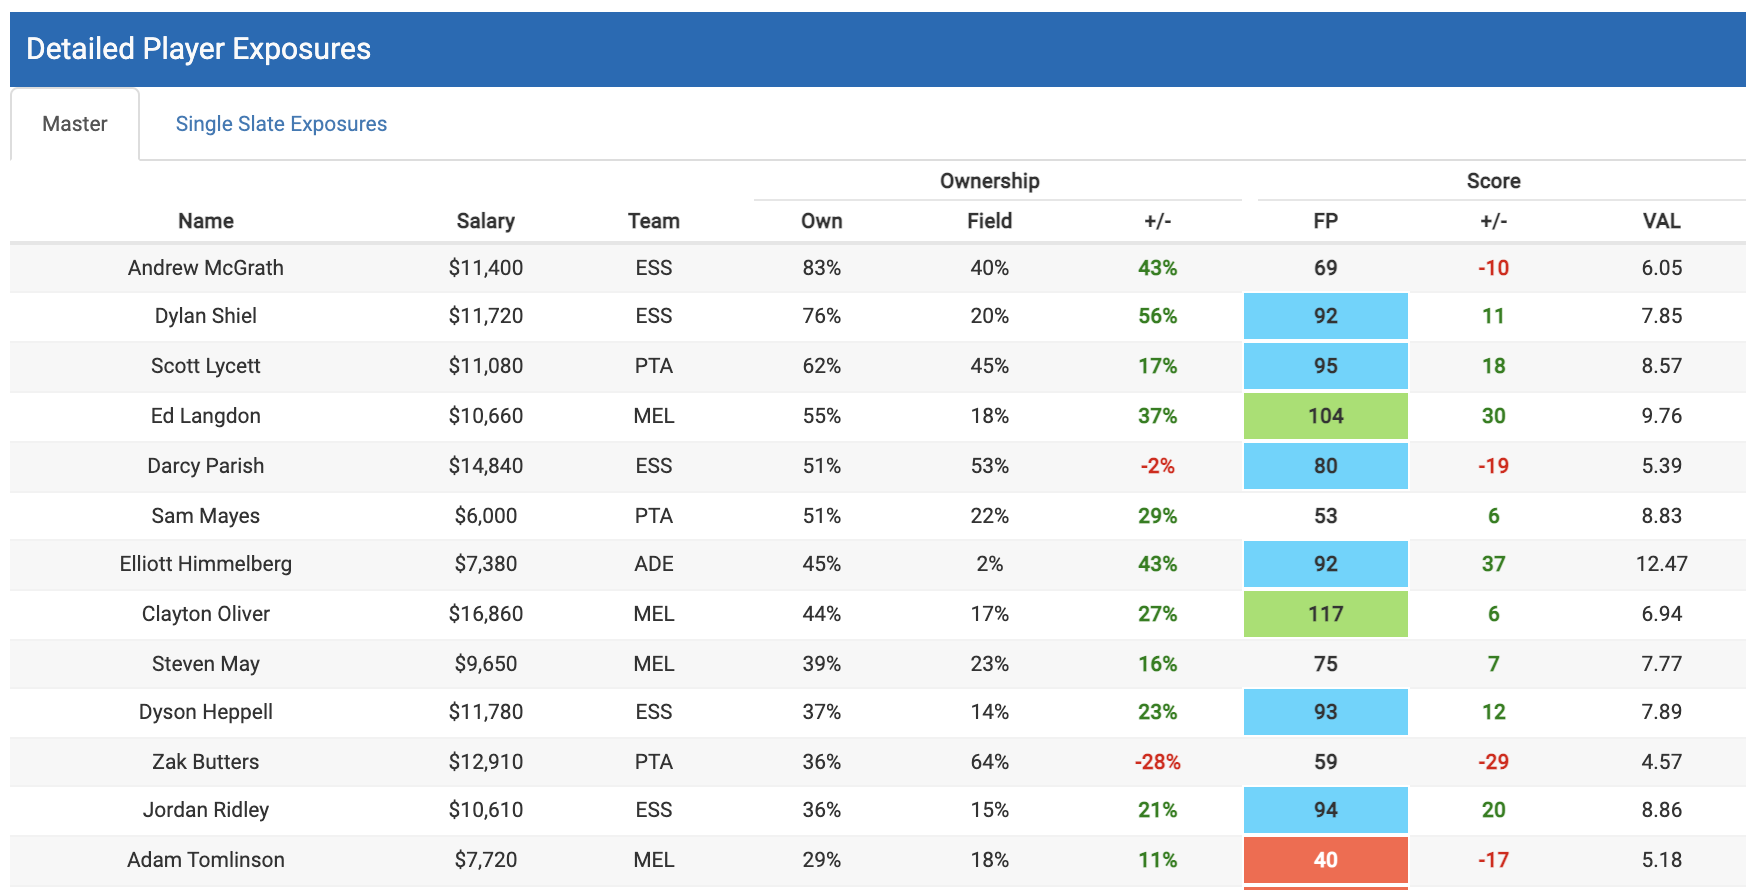 Detailed Player Exposures
Master Single Slate Exposures
Ownership Score
Name Salary Team Own Field +/- FP +/- VAL
Andrew McGrath $11,400 ESS 83% 40% 43% 69 -10 6.05
Dylan Shiel $11,720 ESS 76% 20% 56% 92 11 7.85
Scott Lycett $11,080 PTA 62% 45% 17% 95 18 8.57
Ed Langdon $10,660 MEL 55% 18% 37% 104 30 9.76
Darcy Parish $14,840 ESS 51% 53% -2% 80 -19 5.39
Sam Mayes $6,000 PTA 51% 22% 29% 53 6 8.83
Elliott Himmelberg $7,380 ADE 45% 2% 43% 92 37 12.47
Clayton Oliver $16,860 MEL 44% 17% 27% 117 6 6.94
Steven May $9,650 MEL 39% 23% 16% 75 7 7.77
Dyson Heppell $11,780 ESS 37% 14% 23% 93 12 7.89
Zak Butters $12,910 PTA 36% 64% -28% 59 -29 4.57
Jordan Ridley $10,610 ESS 36% 15% 21% 94 20 8.86
Adam Tomlinson $7,720 MEL 29% 18% 11% 40 -17 5.18